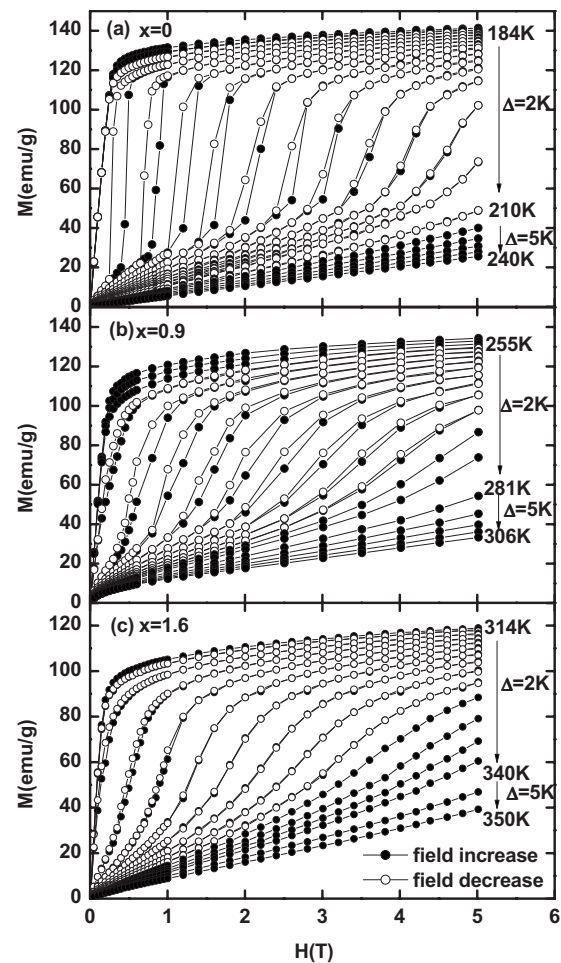 (a) x=0
184K
Δ=2K
210K
Δ=5K
240K
M(emu/g)
140
120
100
80
60
40
20
0
(b) x=0.9
255K
Δ=2K
281K
Δ=5K
306K
M(emu/g)
140
120
100
80
60
40
20
0
(c) x=1.6
314K
Δ=2K
340K
Δ=5K
350K
M(emu/g)
120
100
80
60
40
20
0
field increase
field decrease
0 1 2 3 4 5 6
H(T)